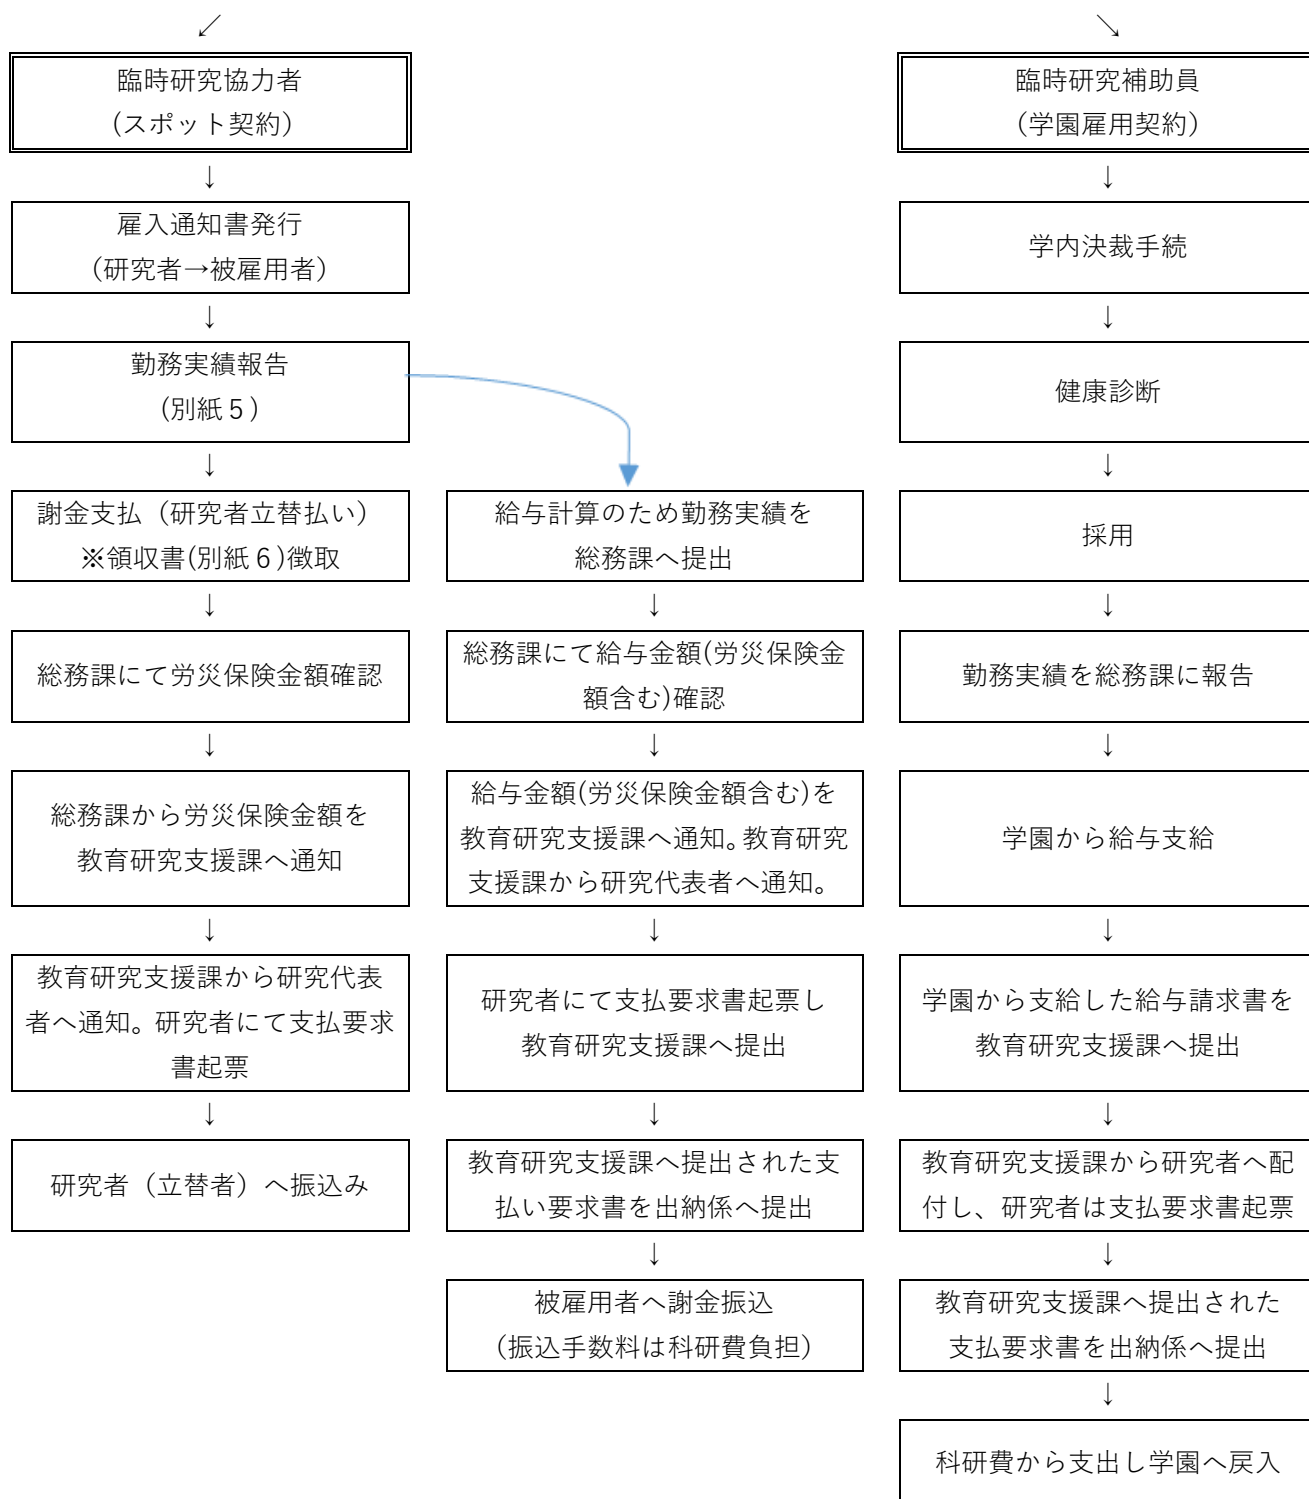 ↙
臨時研究協力者
(スポット契約)
↓
雇入通知書発行
(研究者→被雇用者)
↓
勤務実績報告
(別紙５)
↓
謝金支払（研究者立替払い）
※領収書(別紙６)徴取
↓
総務課にて労災保険金額確認
↓
総務課から労災保険金額を
教育研究支援課へ通知
↓
教育研究支援課から研究代表
者へ通知。研究者にて支払要求
書起票
↓
研究者（立替者）へ振込み
給与計算のため勤務実績を
総務課へ提出
↓
総務課にて給与金額(労災保険金
額含む)確認
↓
給与金額(労災保険金額含む)を
教育研究支援課へ通知。教育研究
支援課から研究代表者へ通知。
↓
研究者にて支払要求書起票し
教育研究支援課へ提出
↓
教育研究支援課へ提出された支
払い要求書を出納係へ提出
↓
被雇用者へ謝金振込
(振込手数料は科研費負担)
↘
臨時研究補助員
(学園雇用契約)
↓
学内決裁手続
↓
健康診断
↓
採用
↓
勤務実績を総務課に報告
↓
学園から給与支給
↓
学園から支給した給与請求書を
教育研究支援課へ提出
↓
教育研究支援課から研究者へ配
付し、研究者は支払要求書起票
↓
教育研究支援課へ提出された
支払要求書を出納係へ提出
↓
科研費から支出し学園へ戻入